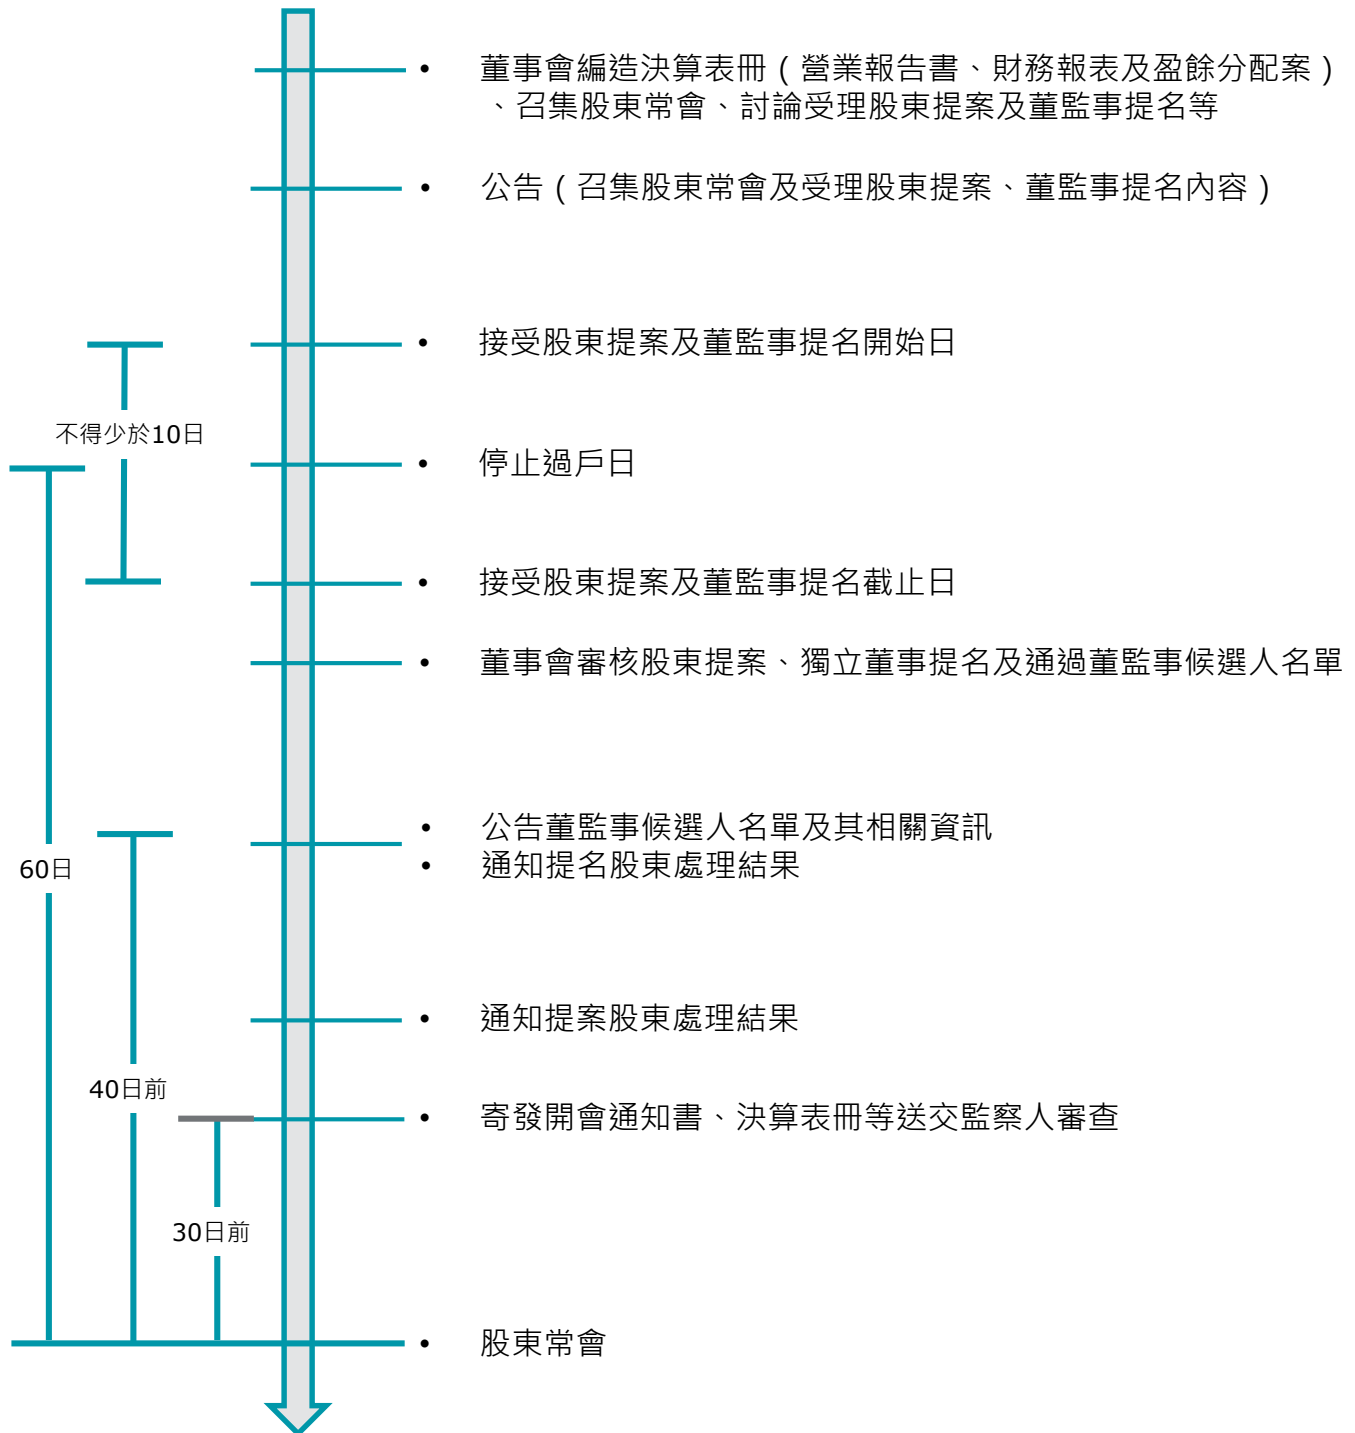 • 董事會編造決算表冊（營業報告書、財務報表及盈餘分配案）
、召集股東常會、討論受理股東提案及董監事提名等
• 公告（召集股東常會及受理股東提案、董監事提名內容）
• 接受股東提案及董監事提名開始日
不得少於10日
• 停止過戶日
• 接受股東提案及董監事提名截止日
• 董事會審核股東提案、獨立董事提名及通過董監事候選人名單
• 公告董監事候選人名單及其相關資訊
• 通知提名股東處理結果
60日
• 通知提案股東處理結果
40日前
• 寄發開會通知書、決算表冊等送交監察人審查
30日前
• 股東常會